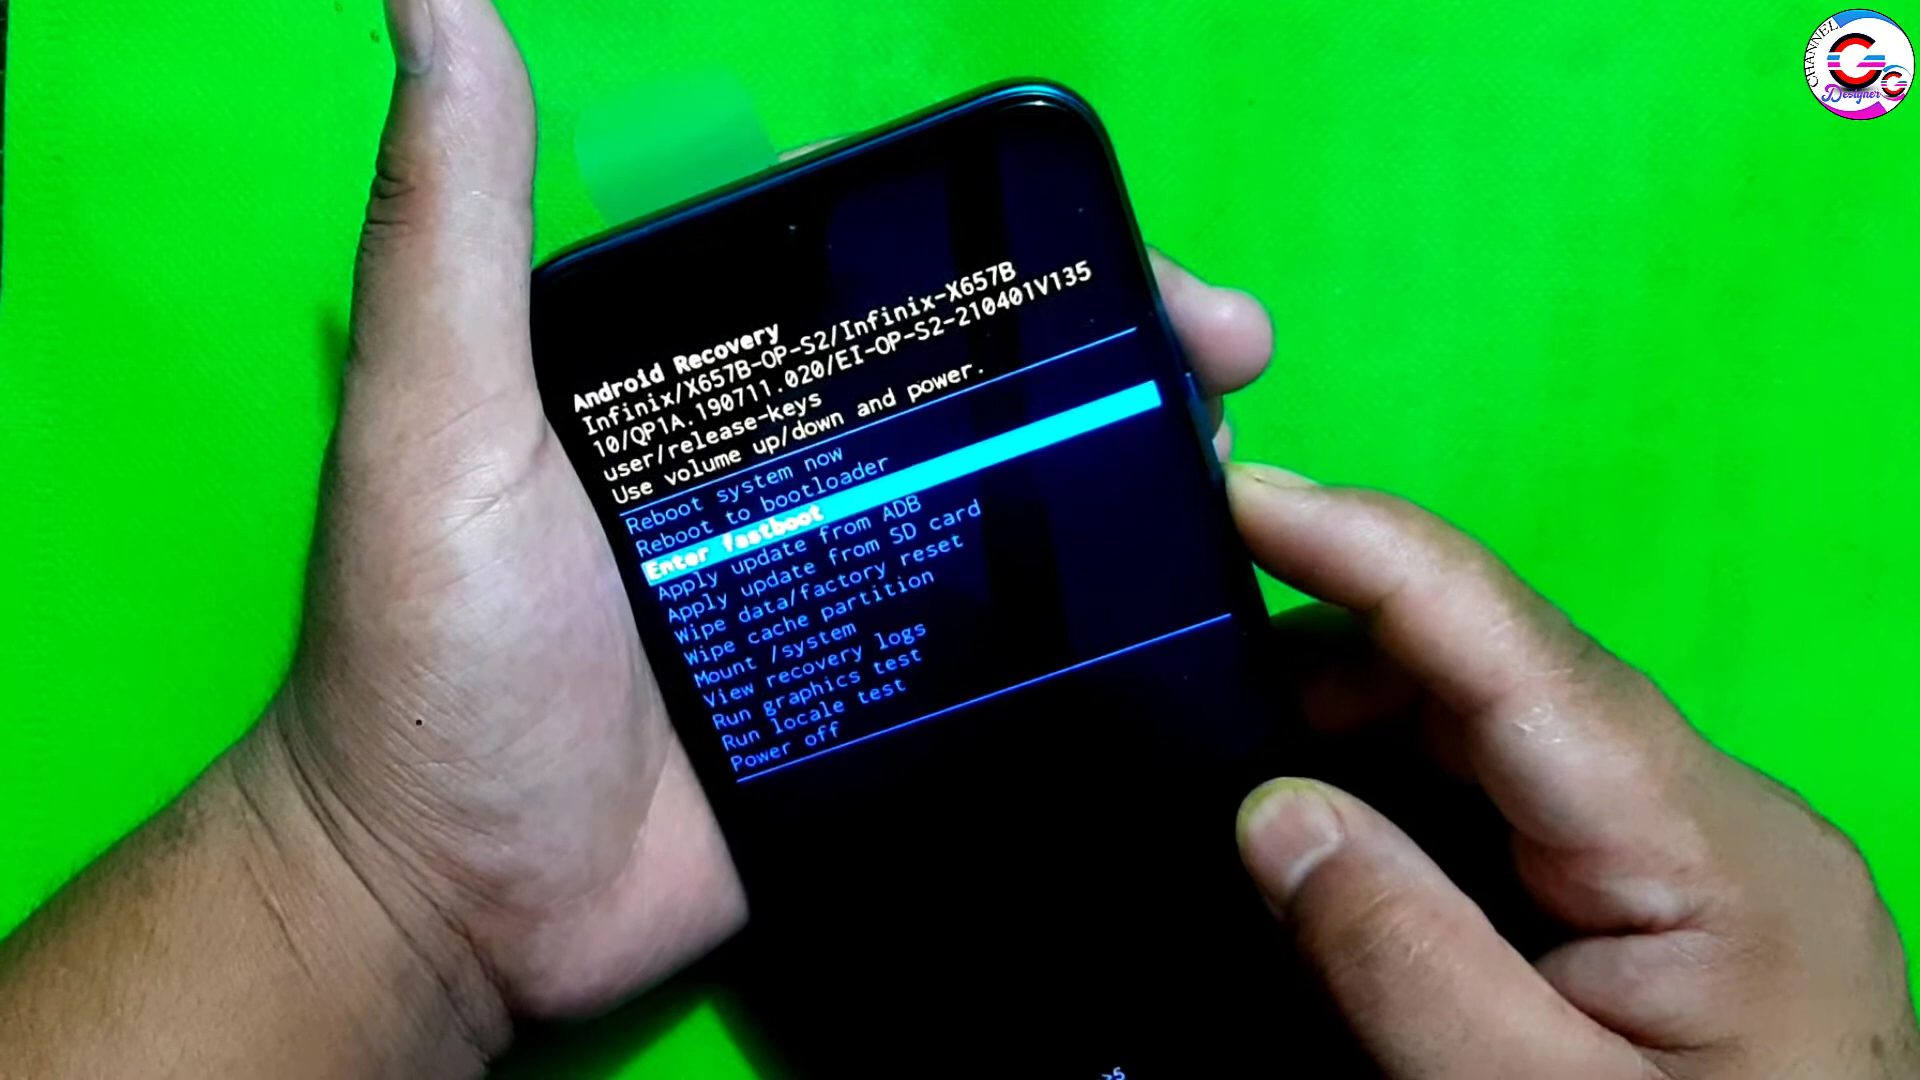 CHANNEL
Designer
Android Recovery
Infinix/X657B-OP-S2/Infinix-X657B
10/QP1A.190711.020/EI-OP-S2-210401V135
user/release-keys
Use volume up/down and power.
Reboot system now
Reboot to bootloader
Enter fastboot
Apply update from ADB
Apply update from SD card
Wipe data/factory reset
Wipe cache partition
Mount /system
View recovery logs
Run graphics test
Run locale test
Power off